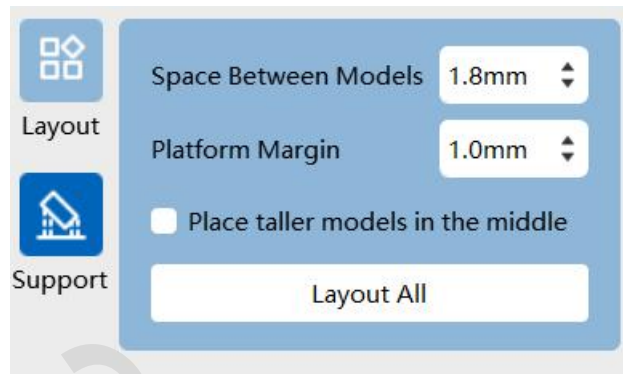 Space Between Models 1.8mm
Layout
Platform Margin 1.0mm
Place taller models in the middle
Support
Layout All